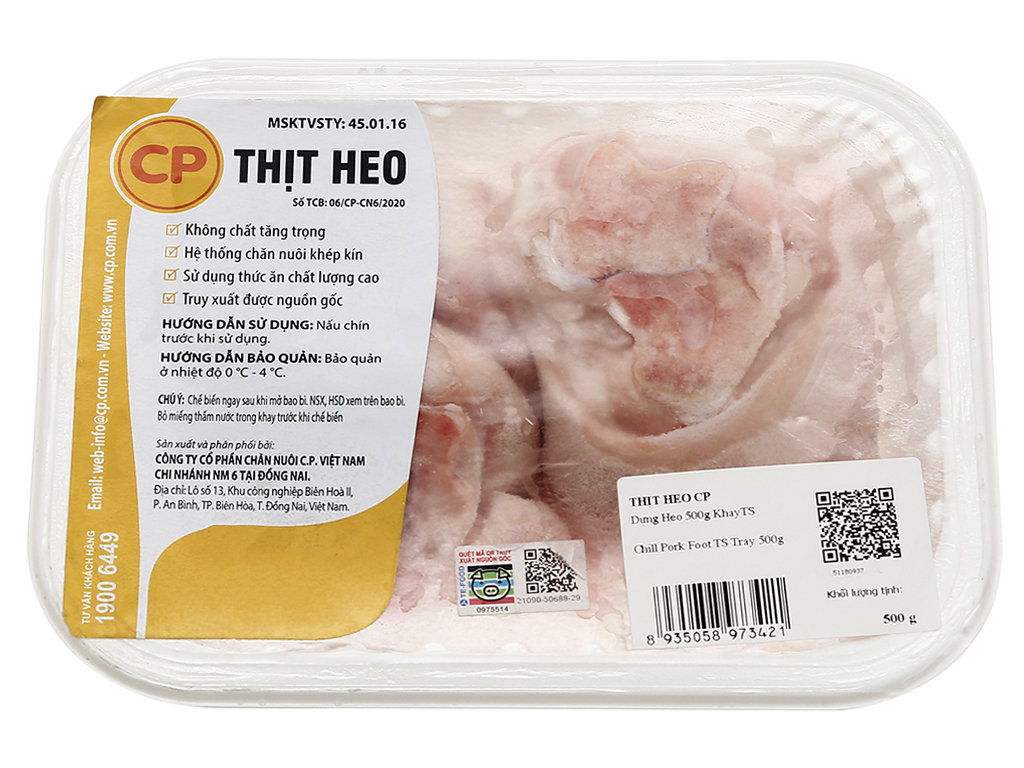 MSKTVSTY: 45.01.16
CP
THỊT HEO
Số TCB: 06/CP-CN6/2020
Không chất tăng trọng
Hệ thống chăn nuôi khép kín
Sử dụng thức ăn chất lượng cao
Truy xuất được nguồn gốc
HƯỚNG DẪN SỬ DỤNG: Nấu chín
trước khi sử dụng.
HƯỚNG DẪN BẢO QUẢN: Bảo quản
ở nhiệt độ 0 °C - 4 °C.
CHÚ Ý: Chế biến ngay sau khi mở bao bì. NSX, HSD xem trên bao bì.
Bỏ miếng thấm nước trong khay trước khi chế biến
Sản xuất và phân phối bởi:
CÔNG TY CỔ PHẦN CHĂN NUÔI C.P. VIỆT NAM
CHI NHÁNH NM 6 TẠI ĐỒNG NAI.
Địa chỉ: Lô số 13, Khu công nghiệp Biên Hoà II,
P. An Bình, TP. Biên Hòa, T. Đồng Nai, Việt Nam.
Email: web-info@cp.com.vn - Website: www.cp.com.vn
TƯ VẤN KHÁCH HÀNG
1900 6449
QUÉT MÃ QR TRUY
XUẤT NGUỒN GỐC
TE-FOOD
0975514
21090-30688-29
THỊT HEO CP
Dựng Heo 500g KhayTS
Chill Pork Foot TS Tray 500g
51180937
Khối lượng tịnh:
500 g
8 935058 973421